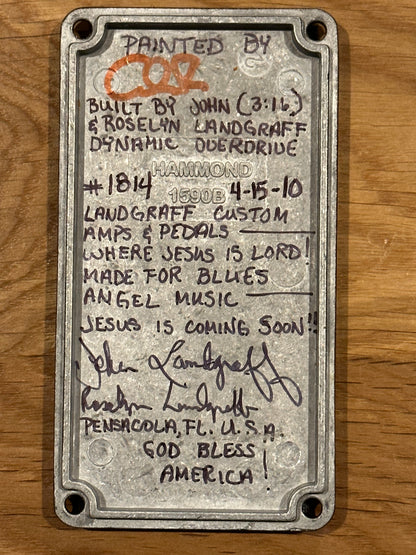 PAINTED BY
BUILT BY JOHN (3:16)
& ROSELYN LANDGRAFF
DYNAMIC OVERDRIVE
HAMMOND
#1814 1590B 4-15-10
LANDGRAFF CUSTOM
AMPS & PEDALS
WHERE JESUS IS LORD!
MADE FOR BLUES
ANGEL MUSIC
JESUS IS COMING SOON!!
John Landgraff
Roselyn Landgraff
PENSACOLA, FL. U.S.A.
GOD BLESS
AMERICA!